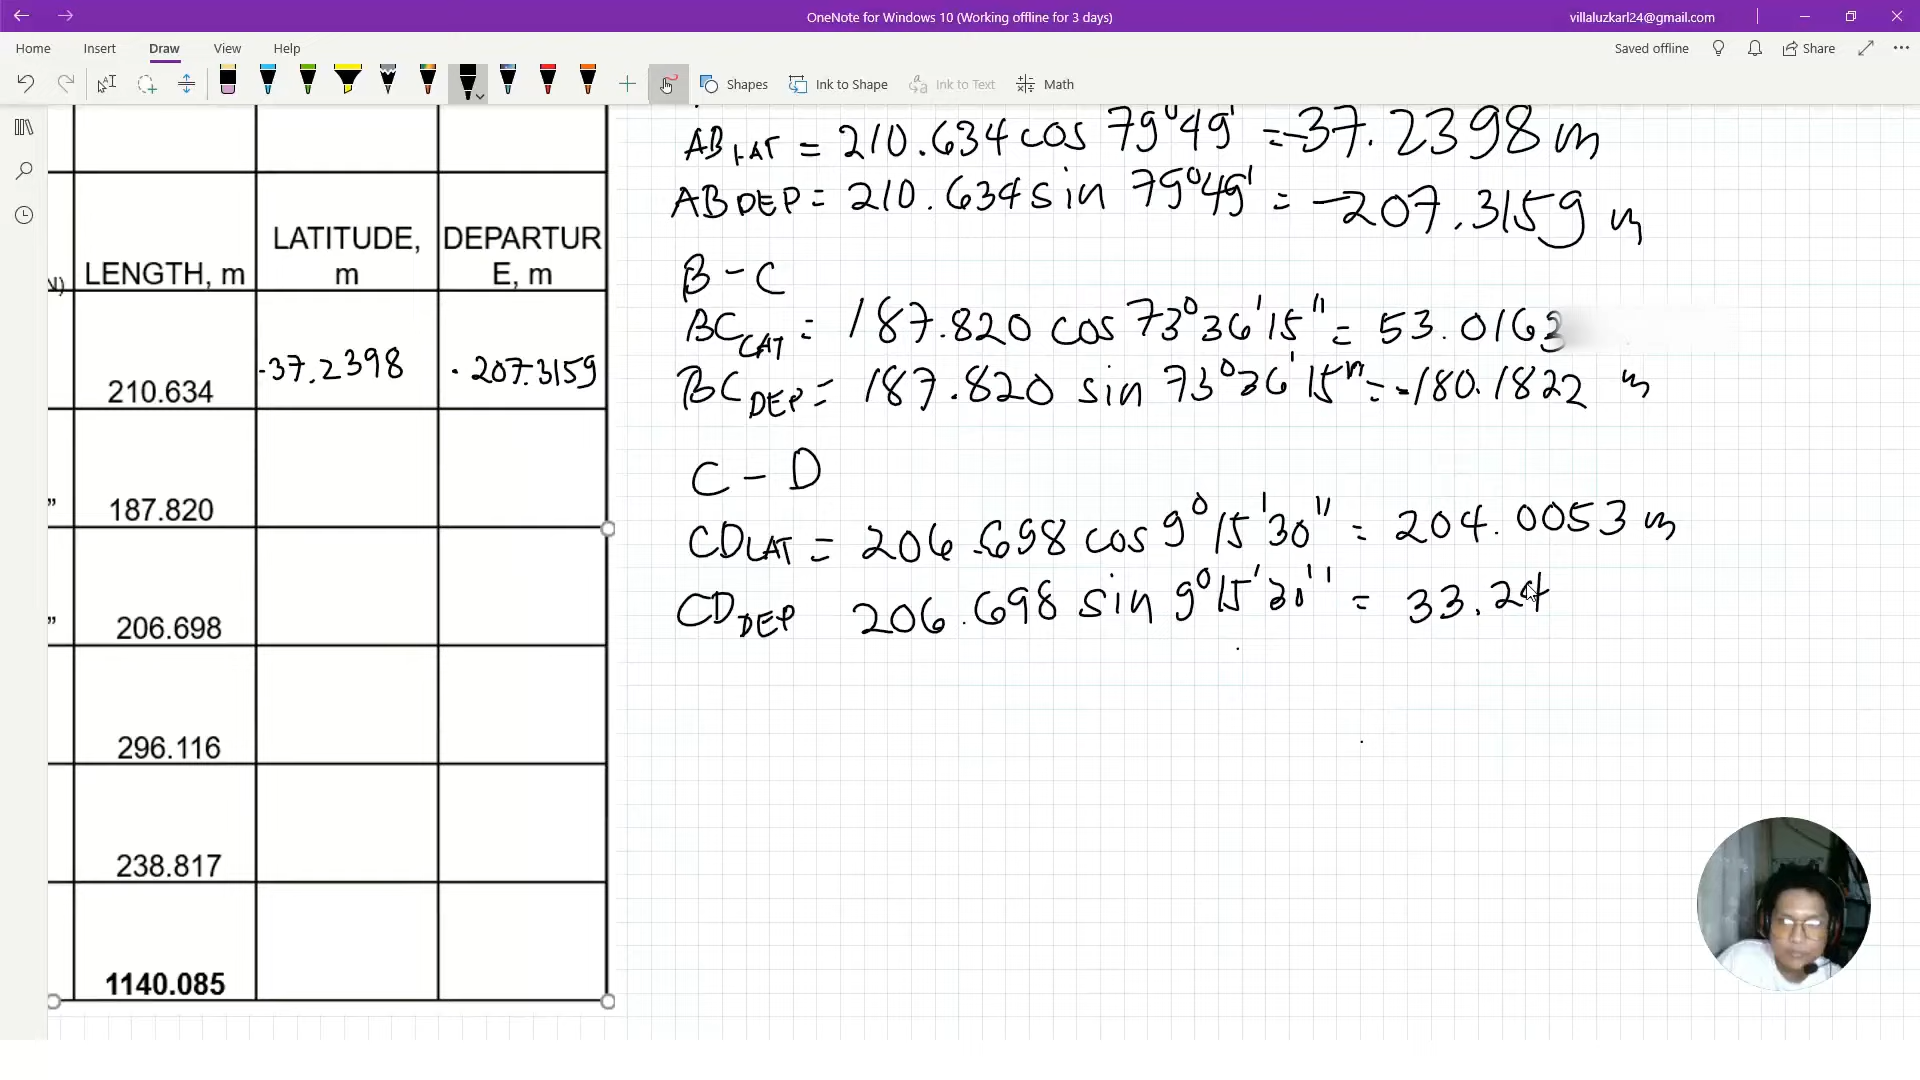 OneNote for Windows 10 (Working offline for 3 days)
villaluzkarl24@gmail.com
Home Insert Draw View Help
Saved offline
Share
Shapes
Ink to Shape
Ink to Text
Math
LENGTH, m
LATITUDE, m
DEPARTUR
E, m
210.634 -37.2398 -207.3159
187.820
206.698
296.116
238.817
1140.085
AB LAT = 210.634 cos 79°49' = -37.2398 m
AB DEP = 210.634 sin 79°49' = -207.3159 m
B - C
BC LAT = 187.820 cos 73°36'15" = 53.0163
BC DEP = 187.820 sin 73°36'15" = -180.1822 m
C - D
CD LAT = 206.698 cos 9°15'30" = 204.0053 m
CD DEP 206.698 sin 9°15'30" = 33.24